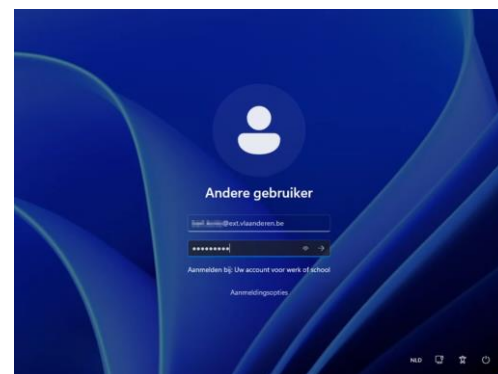 Andere gebruiker
@ext.vlaanderen.be
•••••••••
Aanmelden bij: Uw account voor werk of school
Aanmeldingsopties
NLD